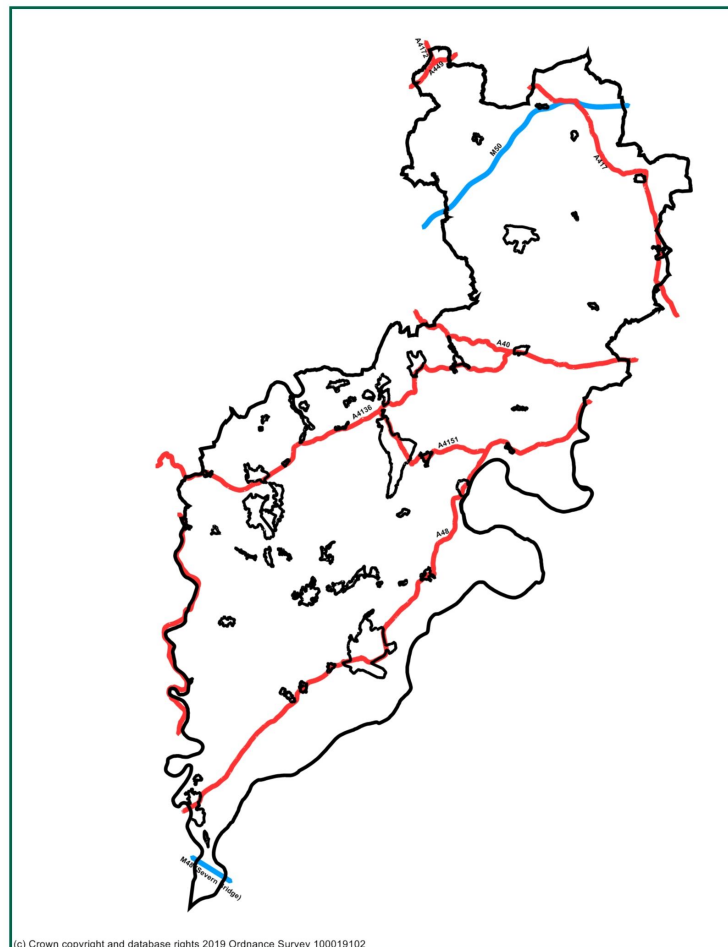 A4172
A449
M50
A417
A40
A4136
A4151
A48
M48(Severn Bridge)
(c) Crown copyright and database rights 2019 Ordnance Survey 100019102